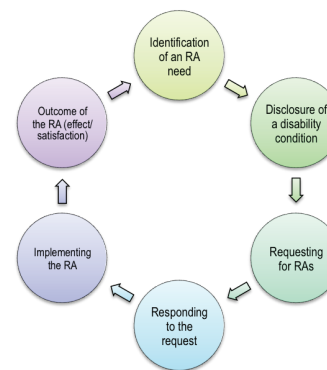 Identification
of an RA
need
Disclosure of
a disability
condition
Requesting
for RAs
Responding
to the
request
Implementing
the RA
Outcome of
the RA (effect/
satisfaction)